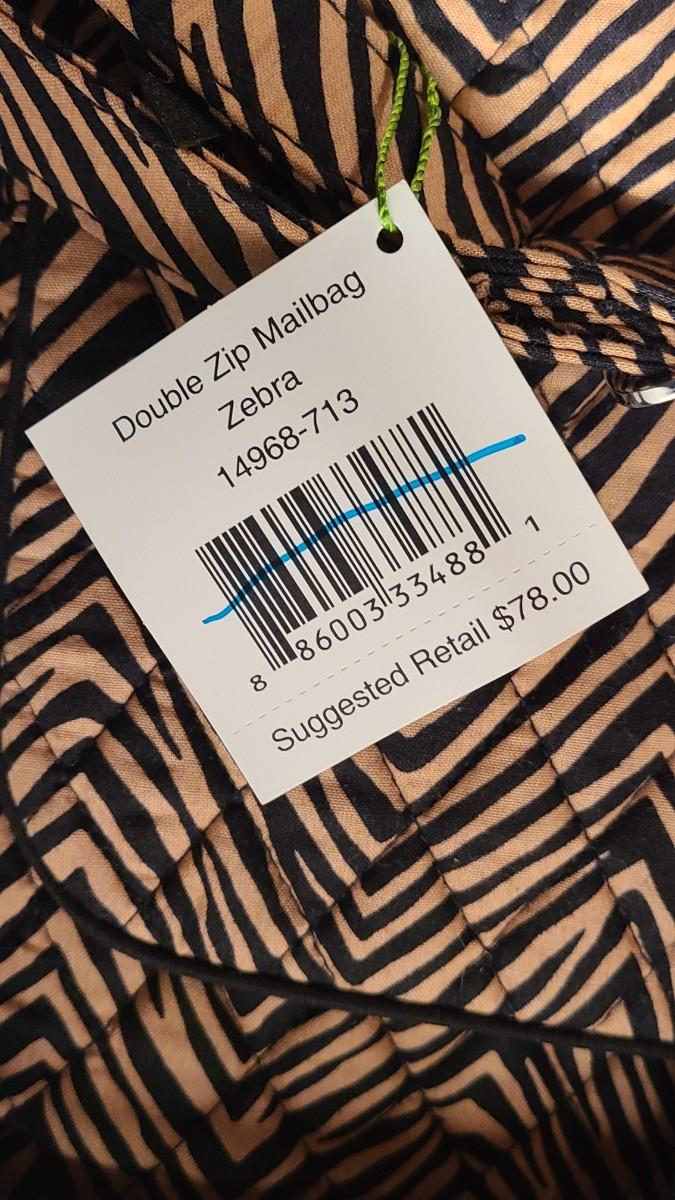 Double Zip Mailbag
Zebra
14968-713
8 86003 33488 1
Suggested Retail $78.00